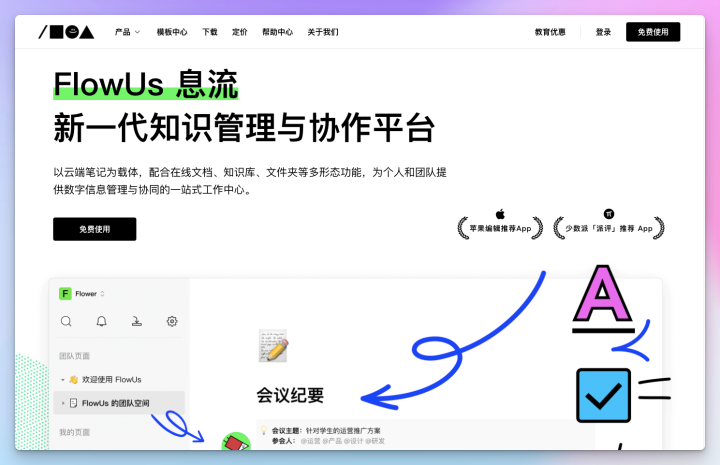 产品 模板中心 下载 定价 帮助中心 关于我们 教育优惠 登录 免费使用
FlowUs 息流
新一代知识管理与协作平台
以云端笔记为载体，配合在线文档、知识库、文件夹等多形态功能，为个人和团队提
供数字信息管理与协同的一站式工作中心。
免费使用
苹果编辑推荐App 少数派「派评」推荐 App
F Flower
团队页面
欢迎使用 FlowUs
FlowUs 的团队空间
我的页面
会议纪要
会议主题：针对学生的运营推广方案
参会人：@运营 @产品 @设计 @研发
A